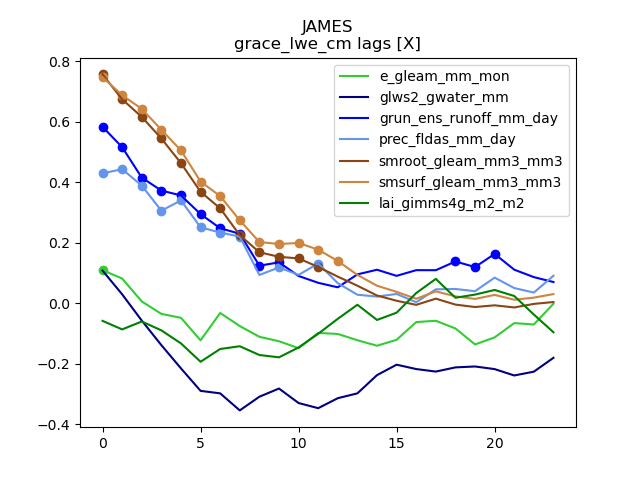 JAMES
grace_lwe_cm lags [X]
0.8
0.6
0.4
0.2
0.0
−0.2
−0.4
0
5
10
15
20
e_gleam_mm_mon
glws2_gwater_mm
grun_ens_runoff_mm_day
prec_fldas_mm_day
smroot_gleam_mm3_mm3
smsurf_gleam_mm3_mm3
lai_gimms4g_m2_m2